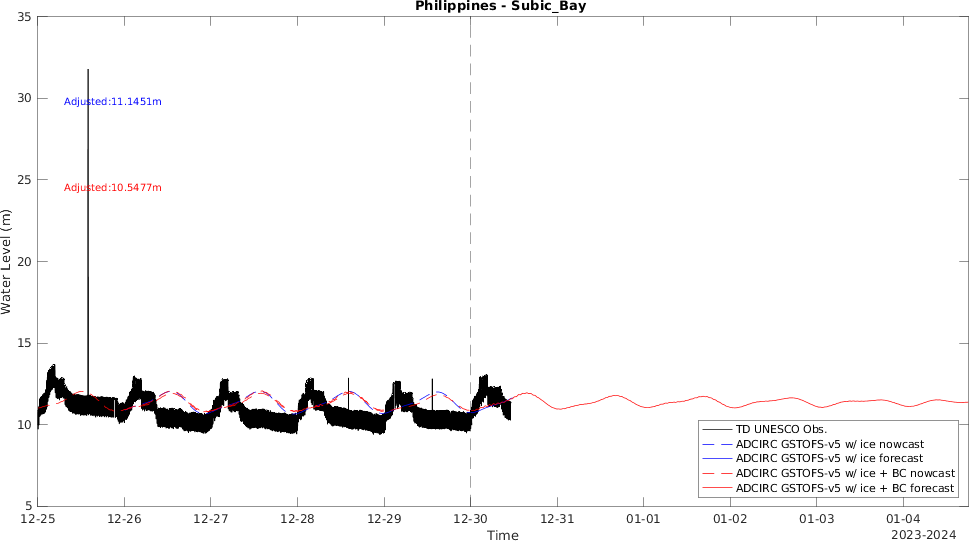 Philippines - Subic_Bay
35
30
25
20
15
10
5
Water Level (m)
Adjusted:11.1451m
Adjusted:10.5477m
TD UNESCO Obs.
ADCIRC GSTOFS-v5 w/ ice nowcast
ADCIRC GSTOFS-v5 w/ ice forecast
ADCIRC GSTOFS-v5 w/ ice + BC nowcast
ADCIRC GSTOFS-v5 w/ ice + BC forecast
12-25 12-26 12-27 12-28 12-29 12-30 12-31 01-01 01-02 01-03 01-04
Time
2023-2024